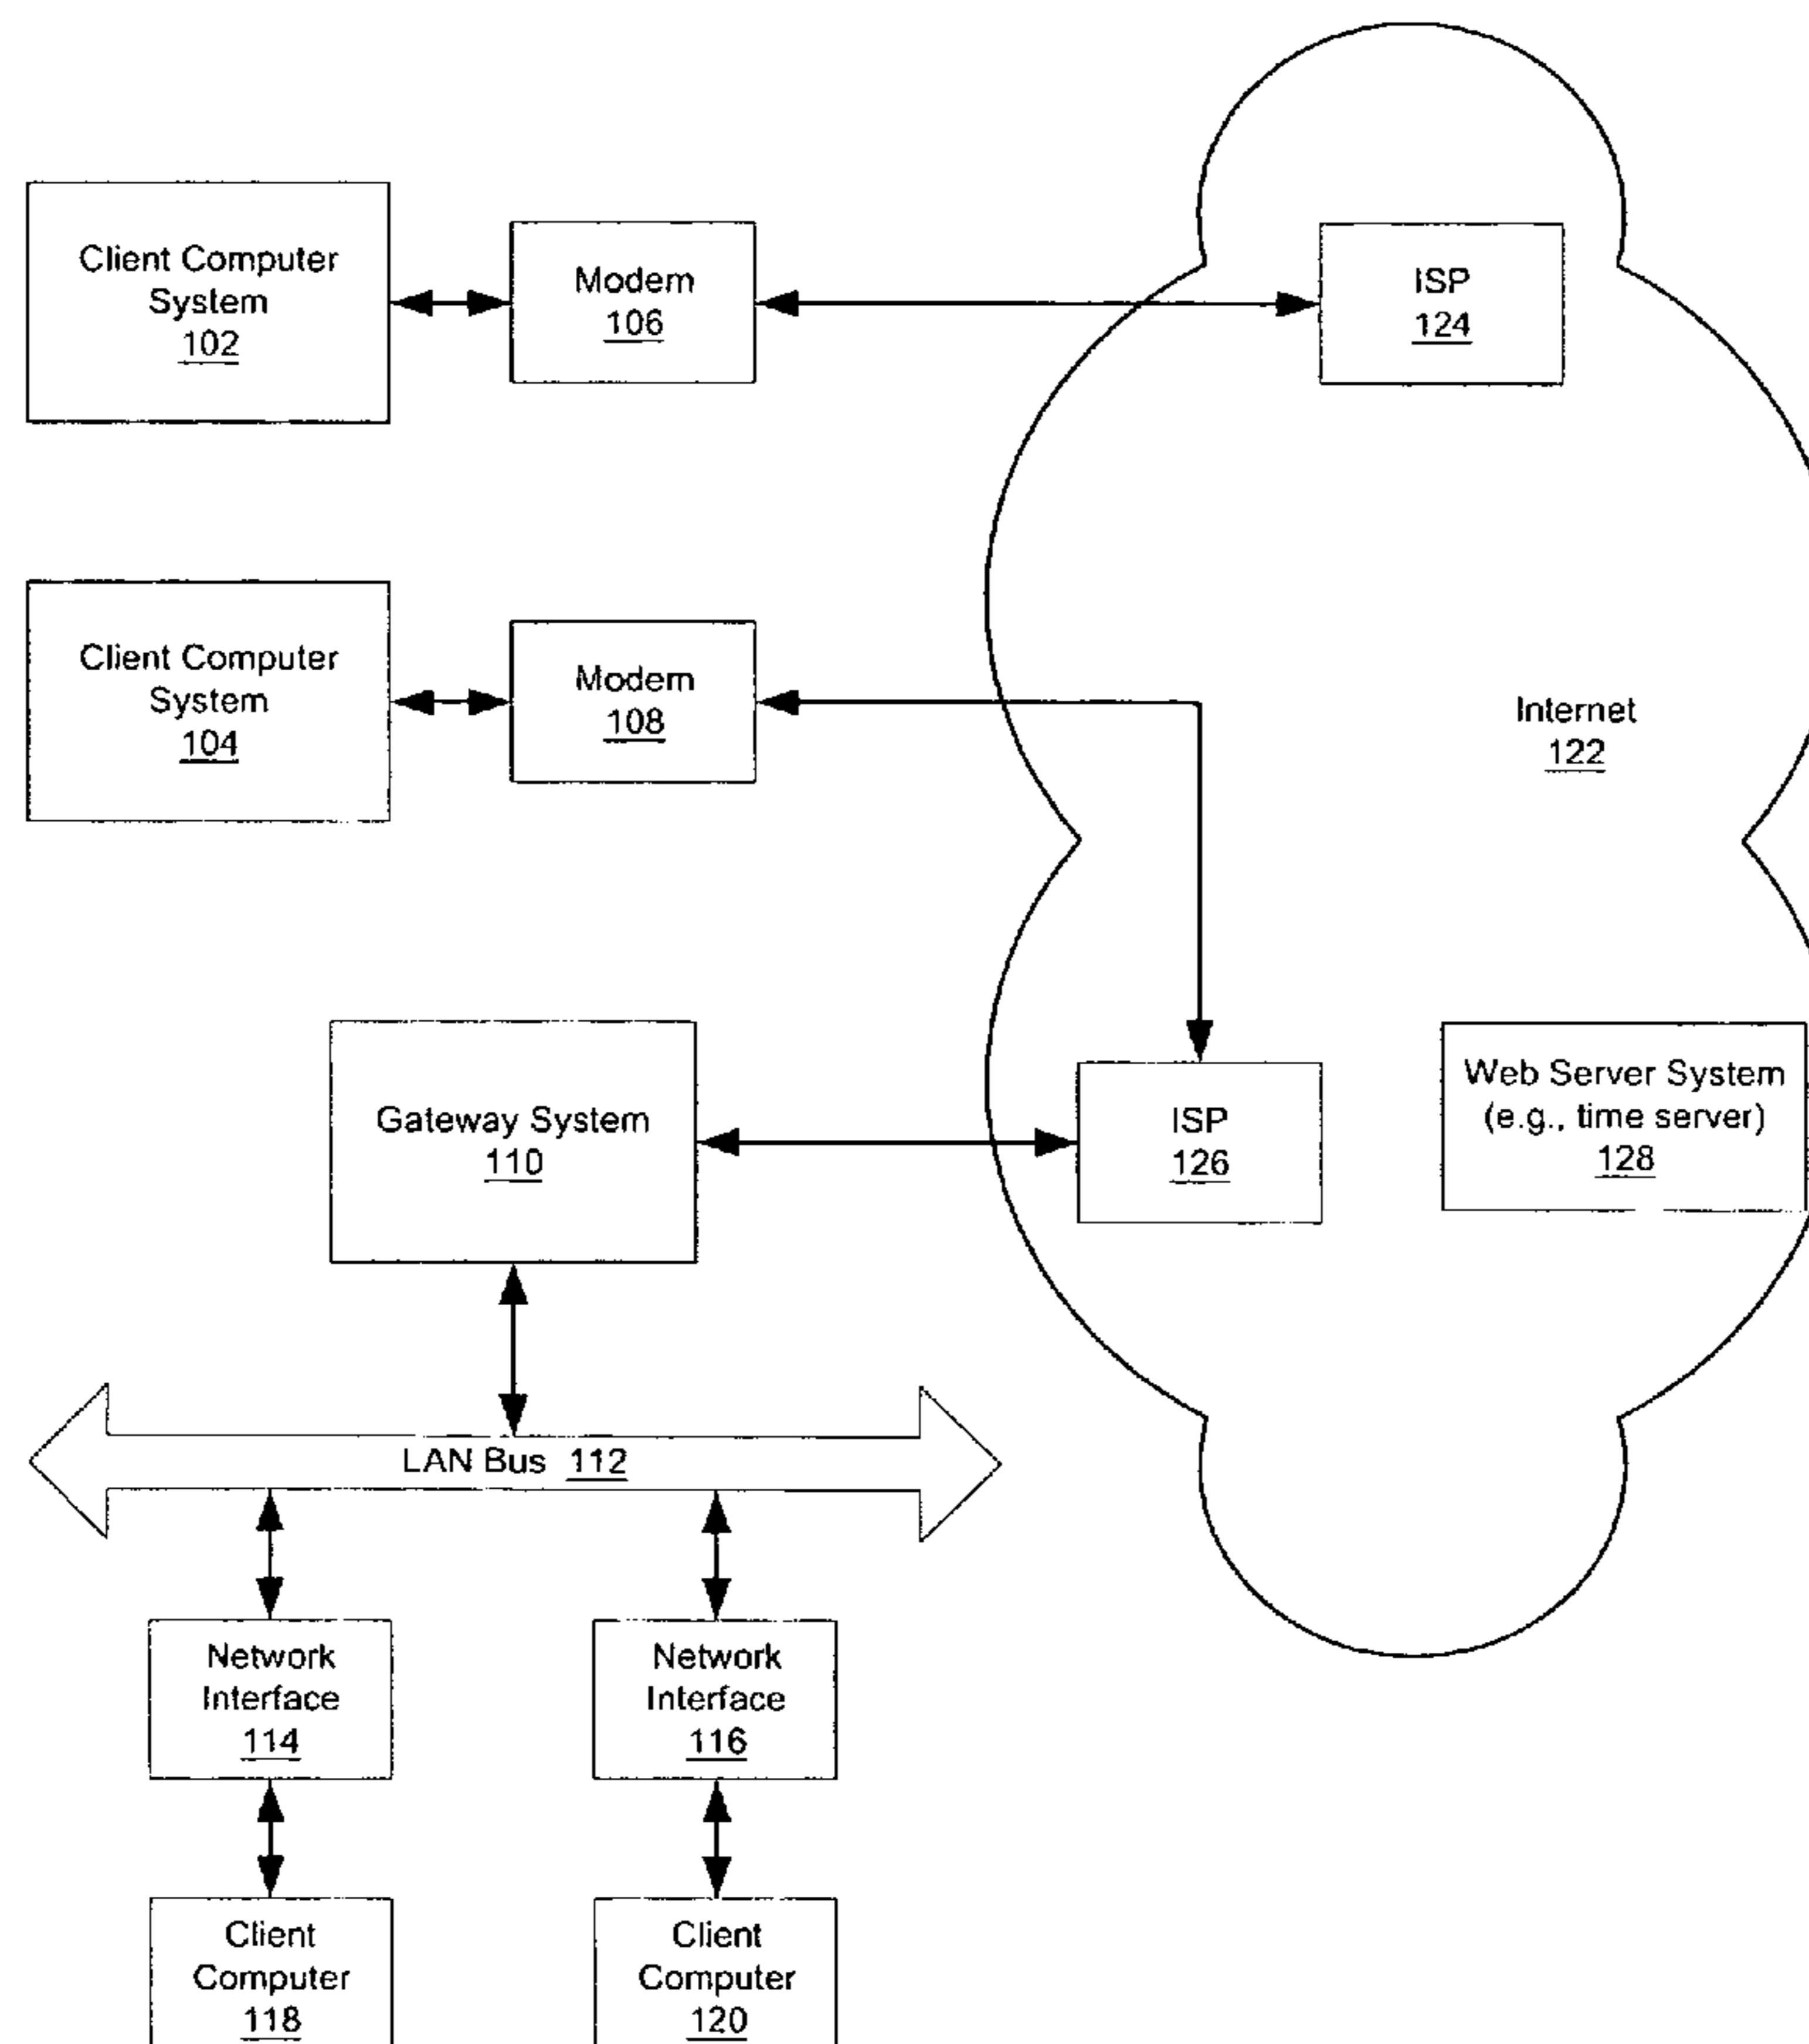 Client Computer
System
102
Modem
106
ISP
124
Client Computer
System
104
Modem
108
Internet
122
Gateway System
110
ISP
126
Web Server System
(e.g., time server)
128
LAN Bus 112
Network
Interface
114
Network
Interface
116
Client
Computer
118
Client
Computer
120